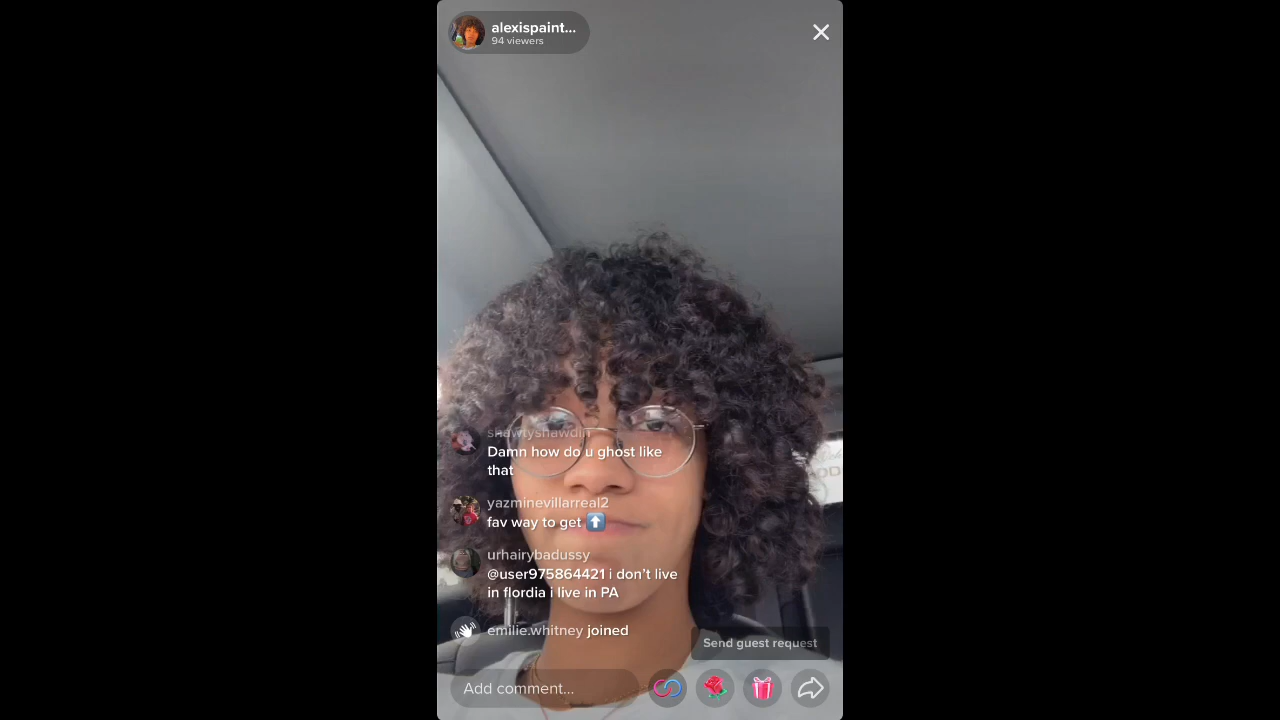 alexispaint...
94 viewers
shawtyshawdin
Damn how do u ghost like
that
yazminevillarreal2
fav way to get ⬆️
urhairybadussy
@user975864421 i don't live
in flordia i live in PA
emilie.whitney joined
Send guest request
Add comment...